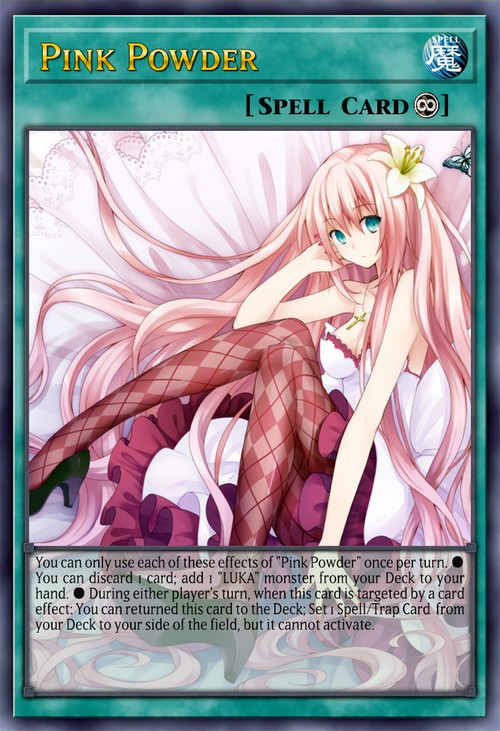 Pink Powder
SPELL
魔
[Spell Card]
You can only use each of these effects of "Pink Powder" once per turn. ●
You can discard 1 card; add 1 "LUKA" monster from your Deck to your
hand. ● During either player's turn, when this card is targeted by a card
effect: You can returned this card to the Deck; Set 1 Spell/Trap Card from
your Deck to your side of the field, but it cannot activate.